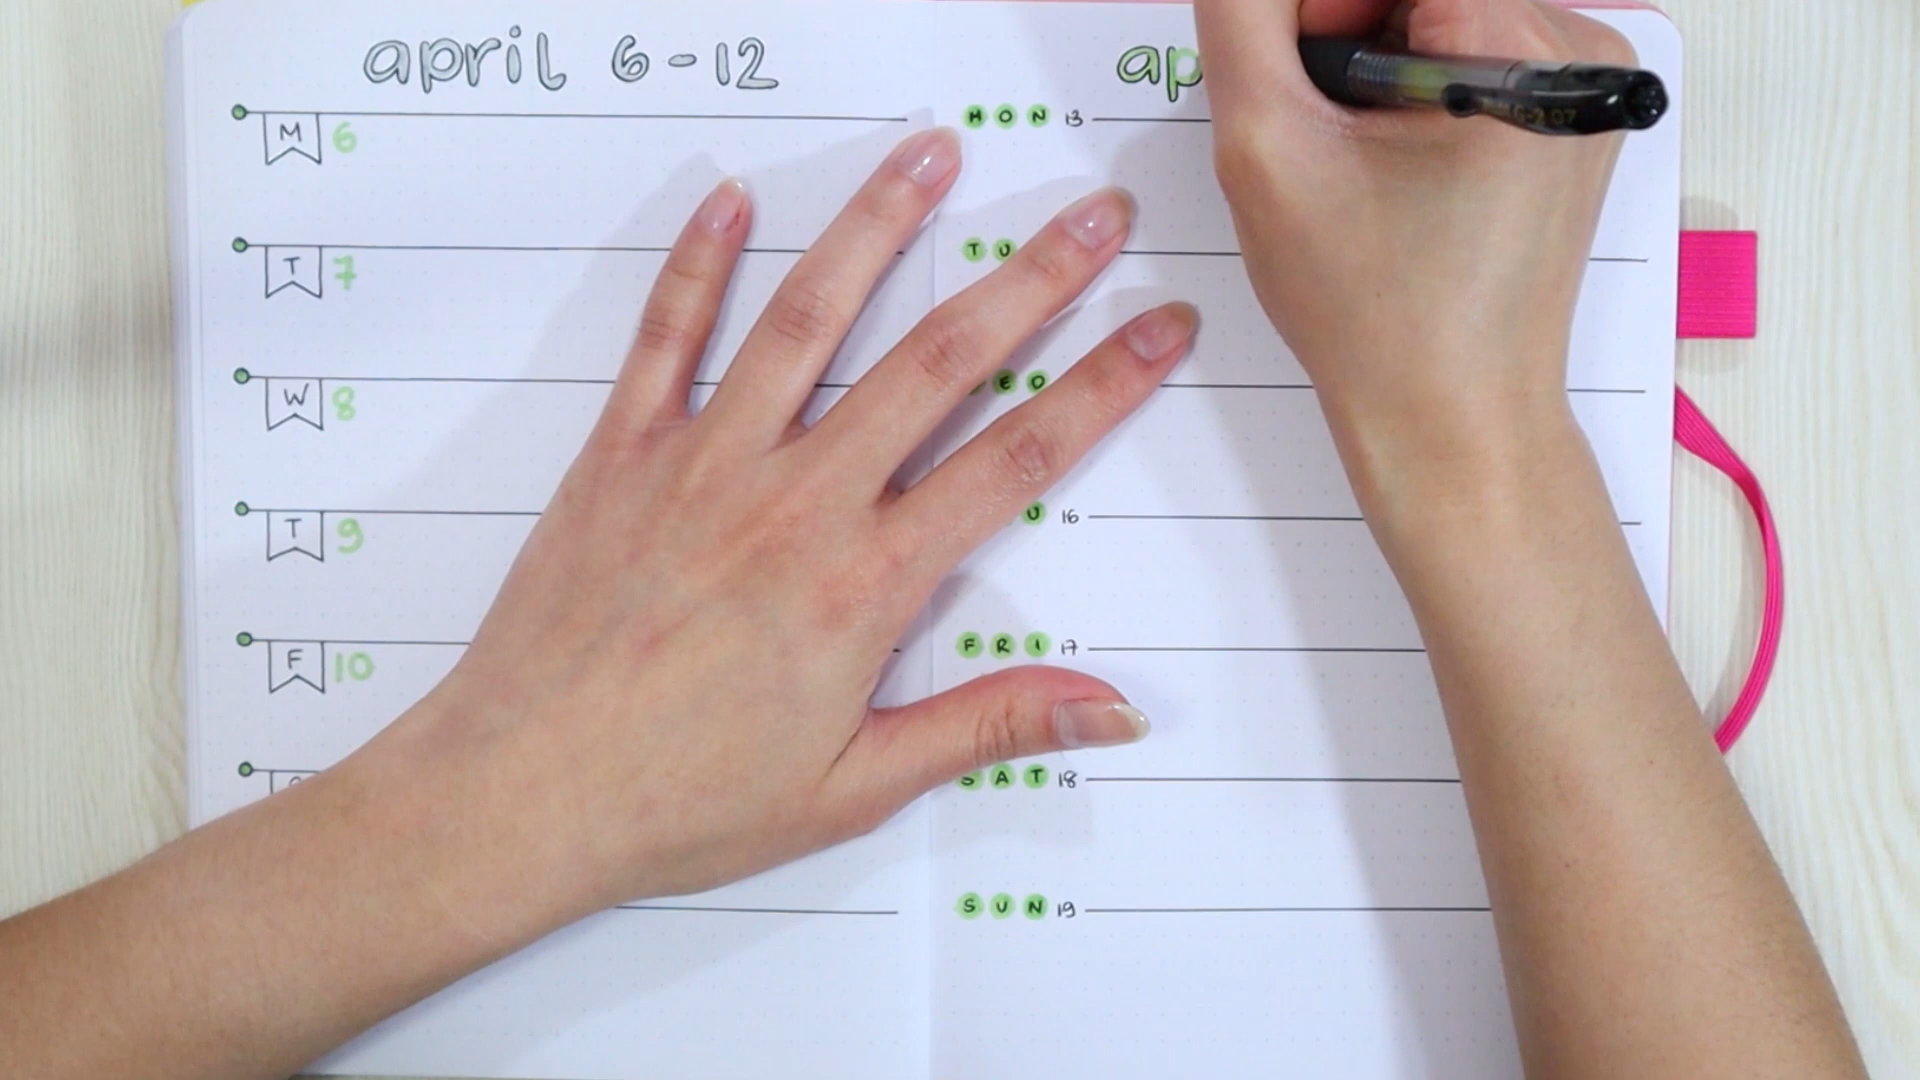 april 6-12
M 6
T 7
W 8
T 9
F 10
ap
MON 13
TU
ED
U 16
FRI 17
SAT 18
SUN 19